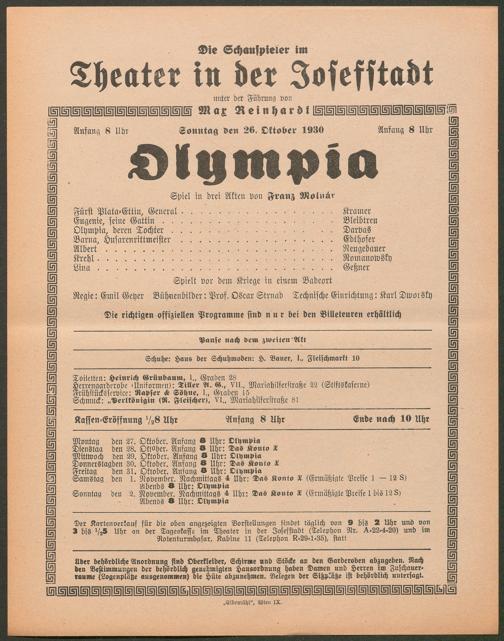 Die Schauspieler im
Theater in der Josefstadt
unter der Führung von
Max Reinhardt
Anfang 8 Uhr Sonntag den 26. Oktober 1930 Anfang 8 Uhr
Olympia
Spiel in drei Akten von Franz Molnár
Fürst Plata-Ettin, General . . . Kramer
Eugenie, seine Gattin . . . Bleibtreu
Olympia, deren Tochter . . . Darvas
Barna, Husarenrittmeister . . . Edthofer
Albert . . . Neugebauer
Krehl . . . Romanowsky
Lina . . . Geßner
Spielt vor dem Kriege in einem Badeort
Regie: Emil Geyer Bühnenbilder: Prof. Oscar Strnad Technische Einrichtung: Karl Dworsky
Die richtigen offiziellen Programme sind nur bei den Billeteuren erhältlich
Pause nach dem zweiten Akt
Schuhe: Haus der Schuhmoden: H. Bauer, I., Fleischmarkt 10
Toiletten: Heinrich Grünbaum, I., Graden 28
Herrengarderobe (Uniformen): Tiller A. G., VII., Mariahilferstraße 22 (Stiftskaserne)
Frühstückservice: Rasper & Söhne, I., Graben 15
Schmuck: „Perlkönigin (R. Fleischer), VI., Mariahilferstraße 81
Kassen-Eröffnung 1/28 Uhr Anfang 8 Uhr Ende nach 10 Uhr
Montag den 27. Oktober. Anfang 8 Uhr: Olympia
Dienstag den 28. Oktober. Anfang 8 Uhr: Das Konto X
Mittwoch den 29. Oktober. Anfang 8 Uhr: Olympia
Donnerstag den 30. Oktober. Anfang 8 Uhr: Das Konto X
Freitag den 31. Oktober. Anfang 8 Uhr: Olympia
Samstag den 1. November. Nachmittags 4 Uhr: Das Konto X (Ermäßigte Preise 1 — 12 S)
Abends 8 Uhr: Olympia
Sonntag den 2. November. Nachmittags 4 Uhr: Das Konto X (Ermäßigte Preise 1 bis 12 S)
Abends 8 Uhr: Olympia
Der Kartenverkauf für die oben angezeigten Vorstellungen findet täglich von 9 bis 2 Uhr und von
3 bis 1/25 Uhr an der Tageskasse im Theater in der Josefstadt (Telephon Nr. A-22-4-20) und im
Rotenturmbasar, Kabine 11 (Telephon R-29-1-35), statt
Über behördliche Anordnung sind Oberkleider, Schirme und Stöcke an den Garderoben abzugeben. Nach
den Bestimmungen der behördlich genehmigten Hausordnung haben Damen und Herren im Zuschauer-
raume (Logenplätze ausgenommen) die Hüte abzunehmen. Belegen der Sitzplätze ist behördlich untersagt.
„Elbemühl“, Wien IX.